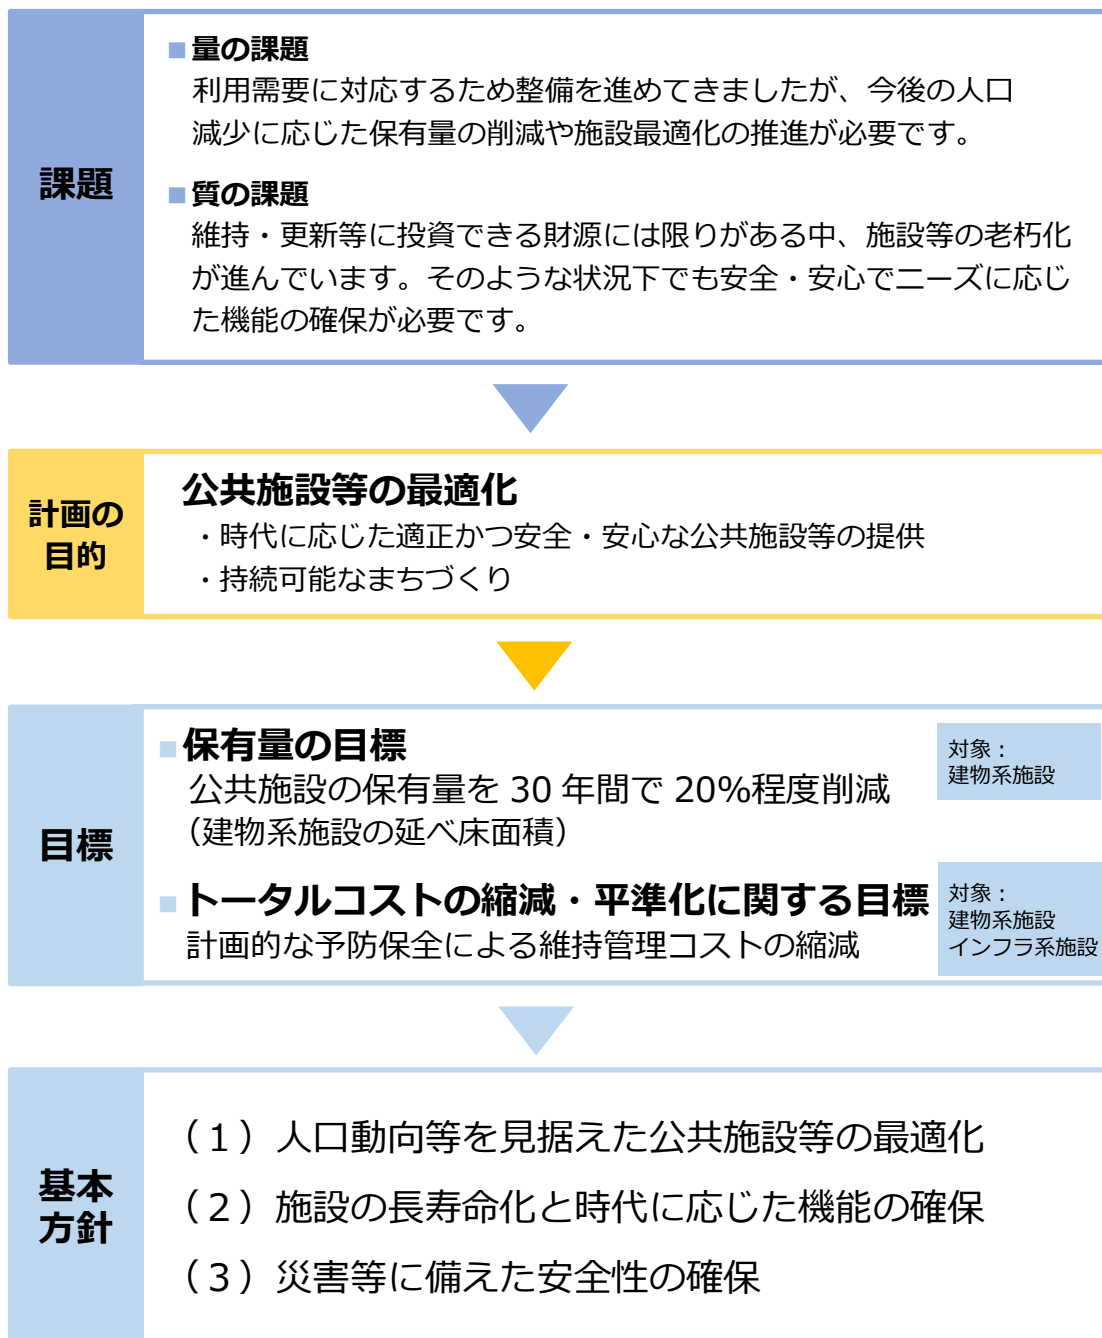 課題
■量の課題
利用需要に対応するため整備を進めてきましたが、今後の人口
減少に応じた保有量の削減や施設最適化の推進が必要です。
■質の課題
維持・更新等に投資できる財源には限りがある中、施設等の老朽化
が進んでいます。そのような状況下でも安全・安心でニーズに応じ
た機能の確保が必要です。
計画の
目的
公共施設等の最適化
・時代に応じた適正かつ安全・安心な公共施設等の提供
・持続可能なまちづくり
目標
■保有量の目標
公共施設の保有量を 30 年間で 20%程度削減
（建物系施設の延べ床面積）
対象：
建物系施設
■トータルコストの縮減・平準化に関する目標
計画的な予防保全による維持管理コストの縮減
対象：
建物系施設
インフラ系施設
基本
方針
（１）人口動向等を見据えた公共施設等の最適化
（２）施設の長寿命化と時代に応じた機能の確保
（３）災害等に備えた安全性の確保